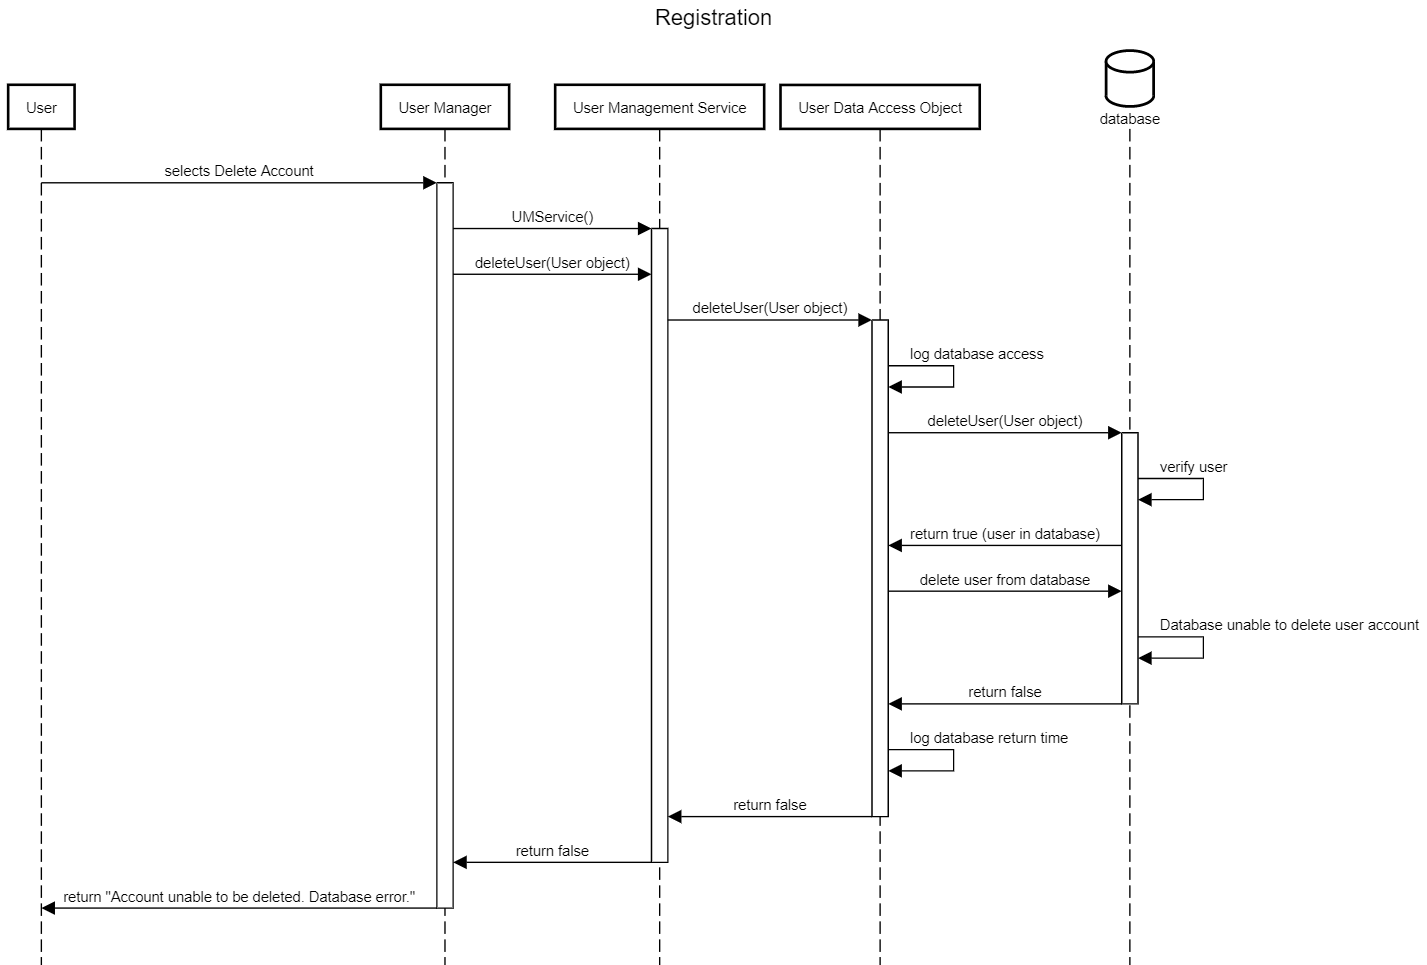 Registration
User
User Manager
User Management Service
User Data Access Object
database
selects Delete Account
UMService()
deleteUser(User object)
deleteUser(User object)
log database access
deleteUser(User object)
verify user
return true (user in database)
delete user from database
Database unable to delete user account
return false
log database return time
return false
return false
return "Account unable to be deleted. Database error."